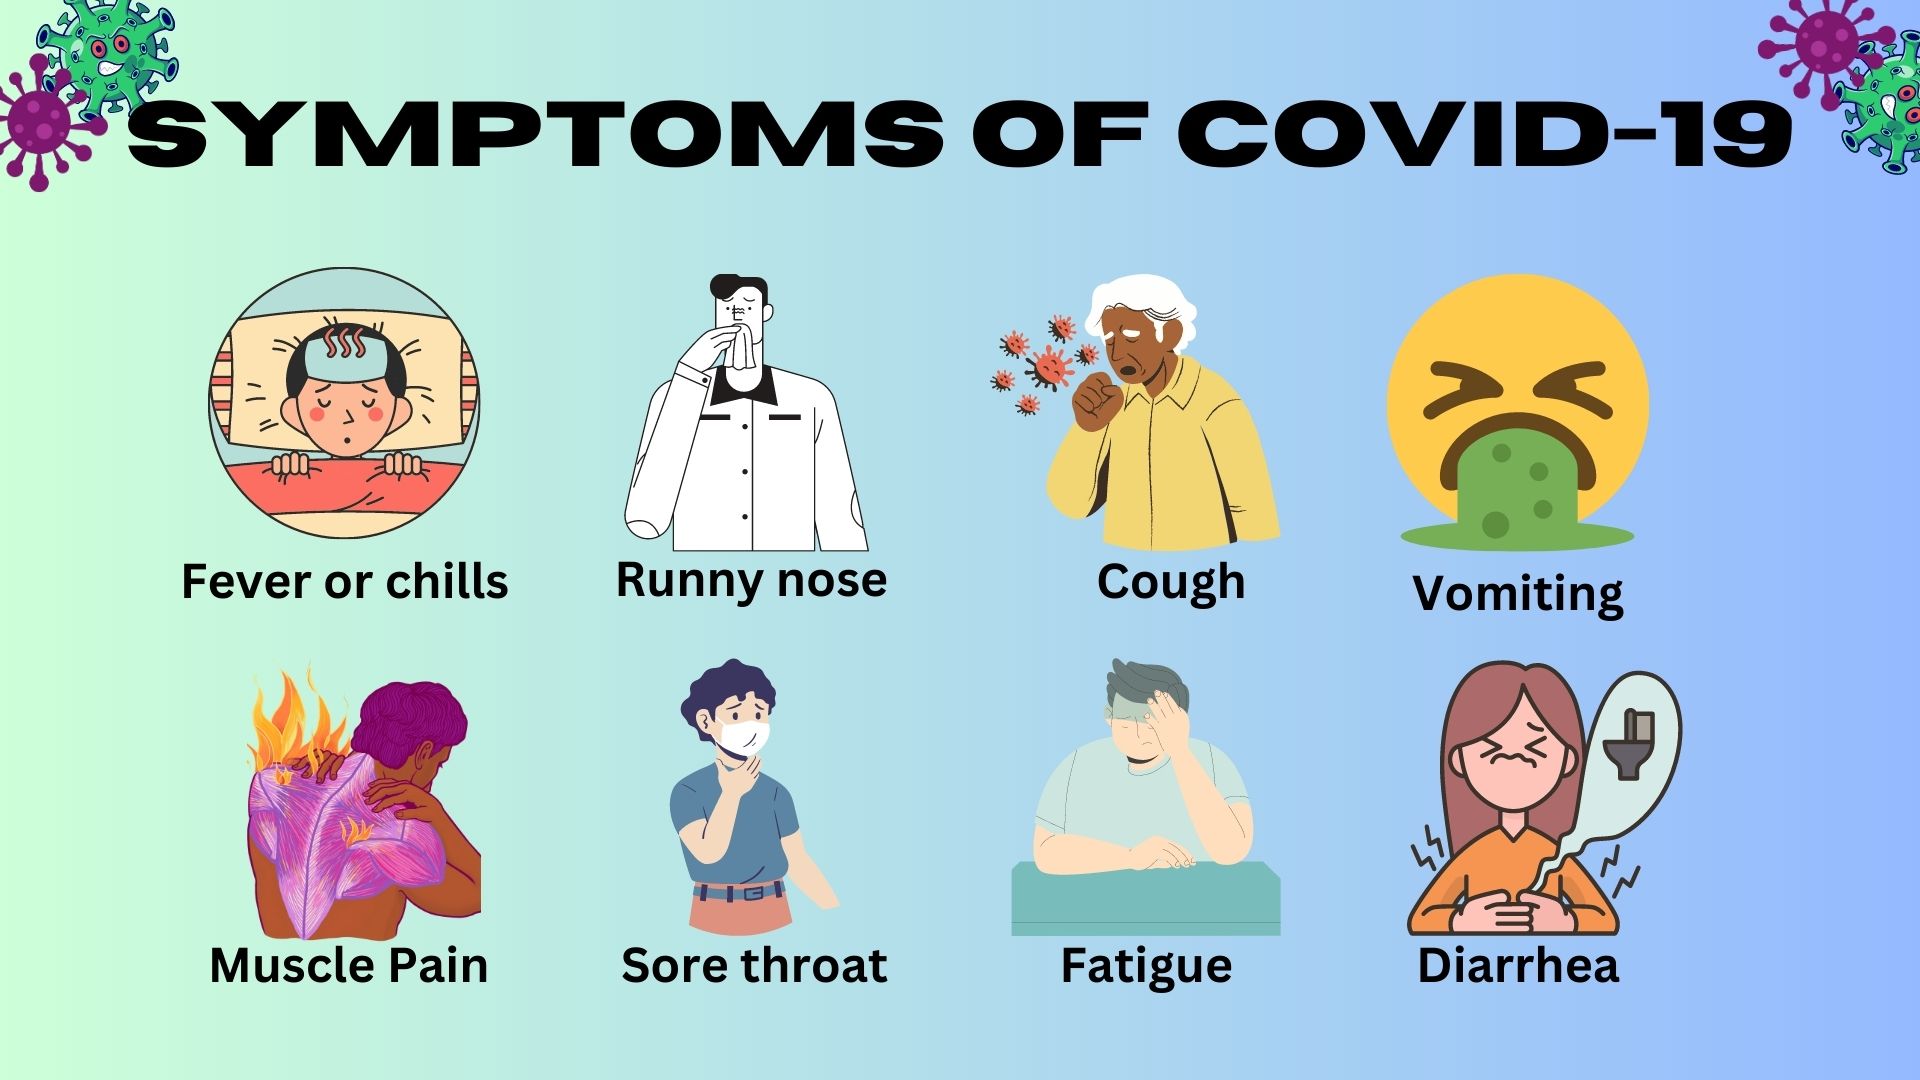 SYMPTOMS OF COVID-19
Fever or chills
Runny nose
Cough
Vomiting
Muscle Pain
Sore throat
Fatigue
Diarrhea